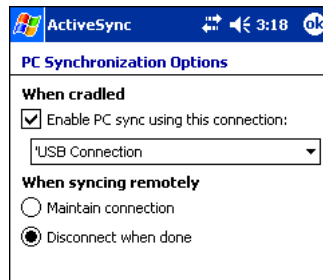 ActiveSync 3:18 ok
PC Synchronization Options
When cradled
Enable PC sync using this connection:
'USB Connection
When syncing remotely
Maintain connection
Disconnect when done